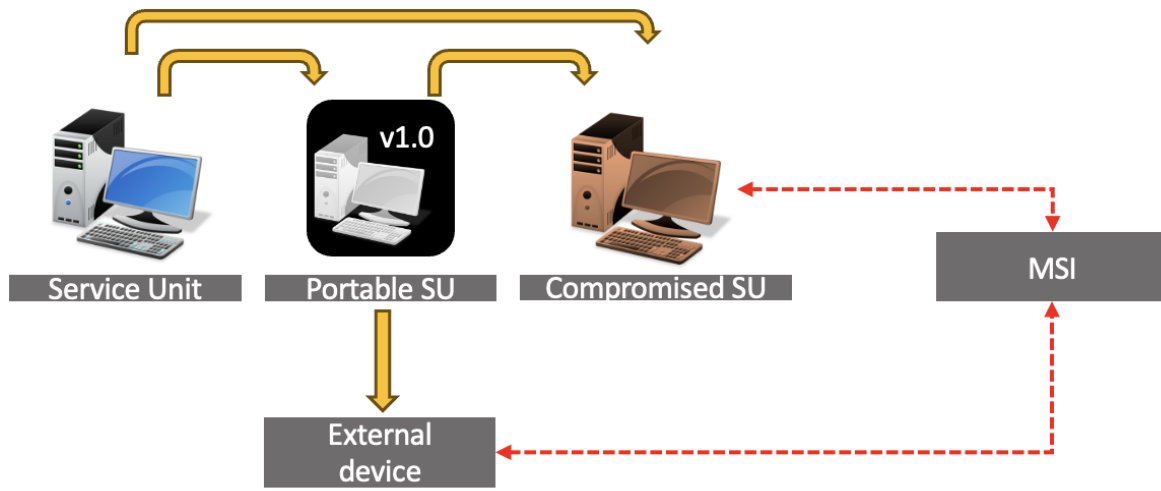 v1.0
Service Unit
Portable SU
Compromised SU
MSI
External
device